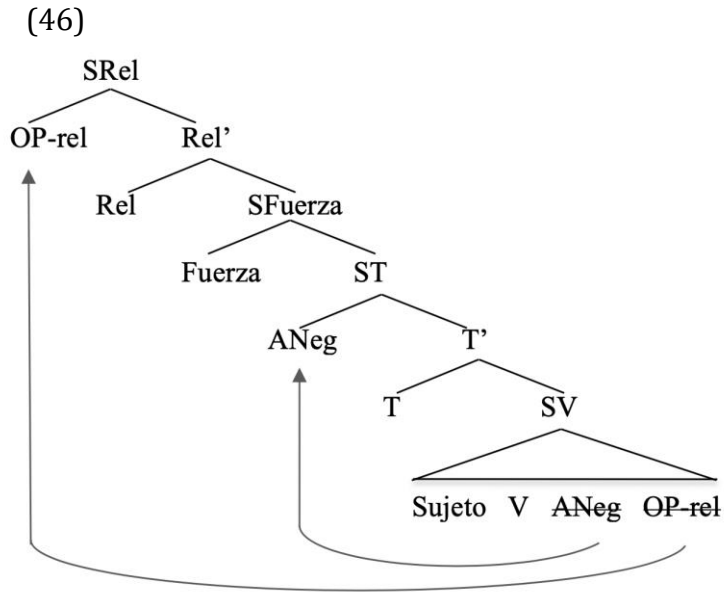 (46)
SRel
OP-rel Rel’
Rel SFuerza
Fuerza ST
ANeg T’
T SV
Sujeto V ANeg OP-rel